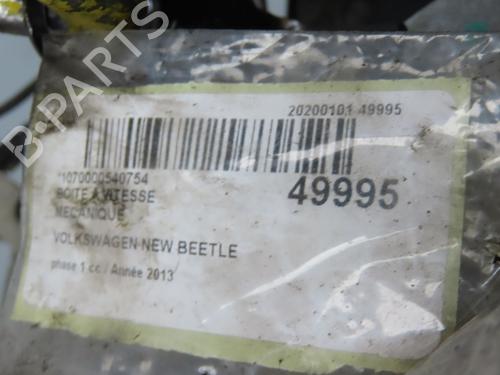 20200101 49995
*1070000540754
49995
BOITE A VITESSE
MECANIQUE
VOLKSWAGEN NEW BEETLE
phase 1 cc / Année 2013
B-PARTS